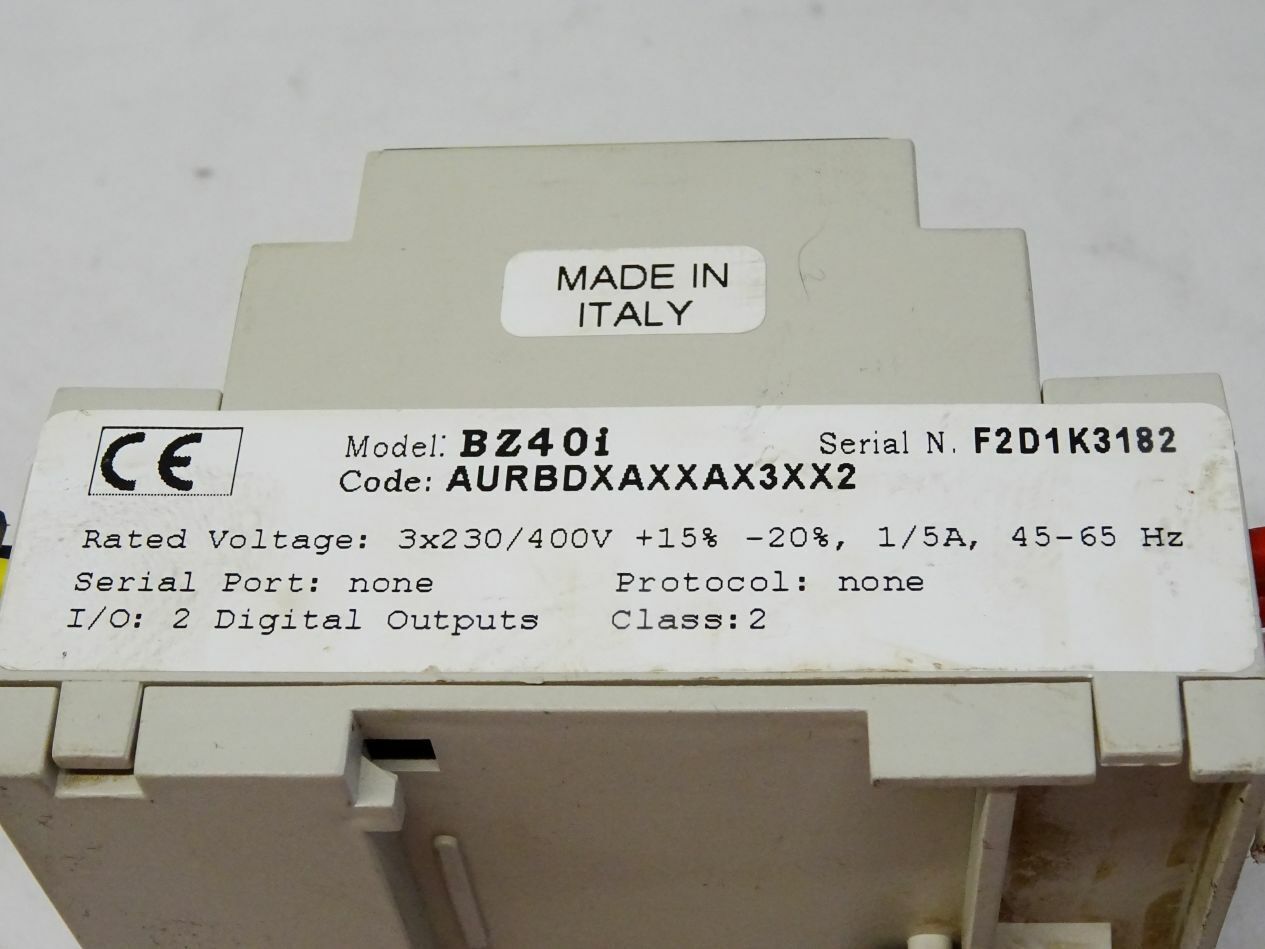 MADE IN
ITALY
CE Model: BZ40i Serial N. F2D1K3182
Code: AURBDXAXXAX3XX2
Rated Voltage: 3x230/400V +15% -20%, 1/5A, 45-65 Hz
Serial Port: none Protocol: none
I/O: 2 Digital Outputs Class:2